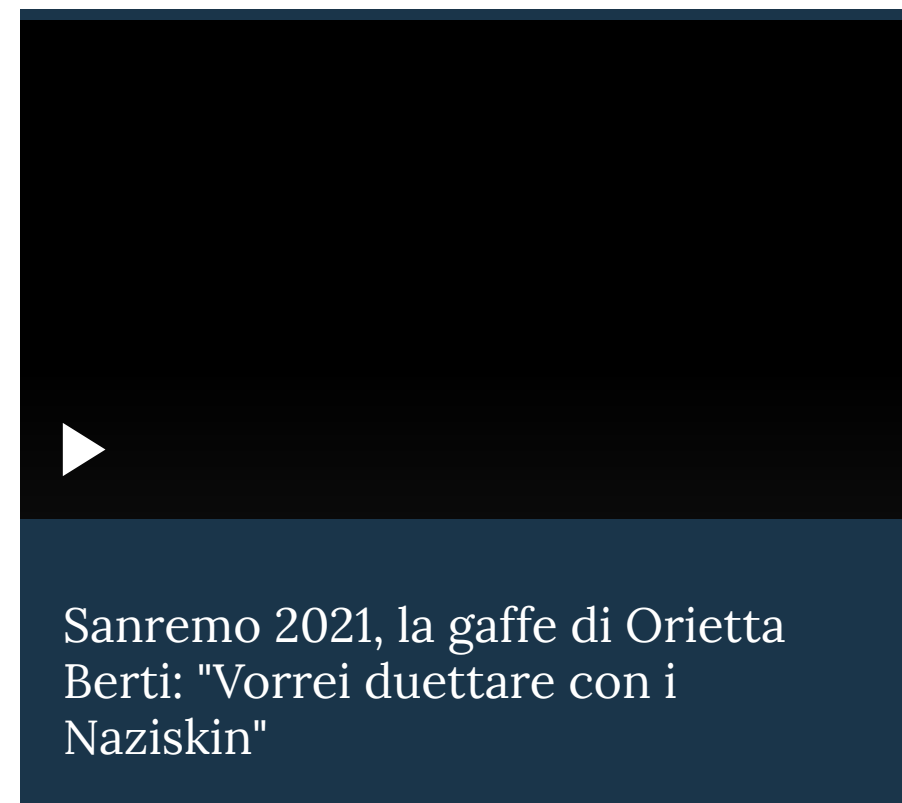 Sanremo 2021, la gaffe di Orietta
Berti: "Vorrei duettare con i
Naziskin"